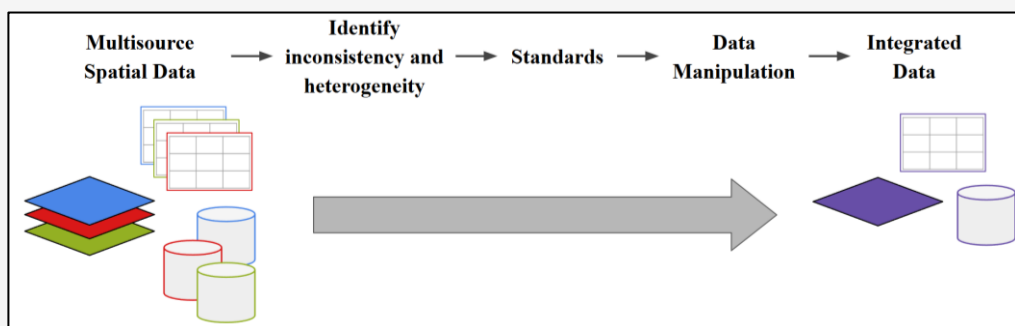 Multisource
Spatial Data
Identify
inconsistency and
heterogeneity
Standards
Data
Manipulation
Integrated
Data